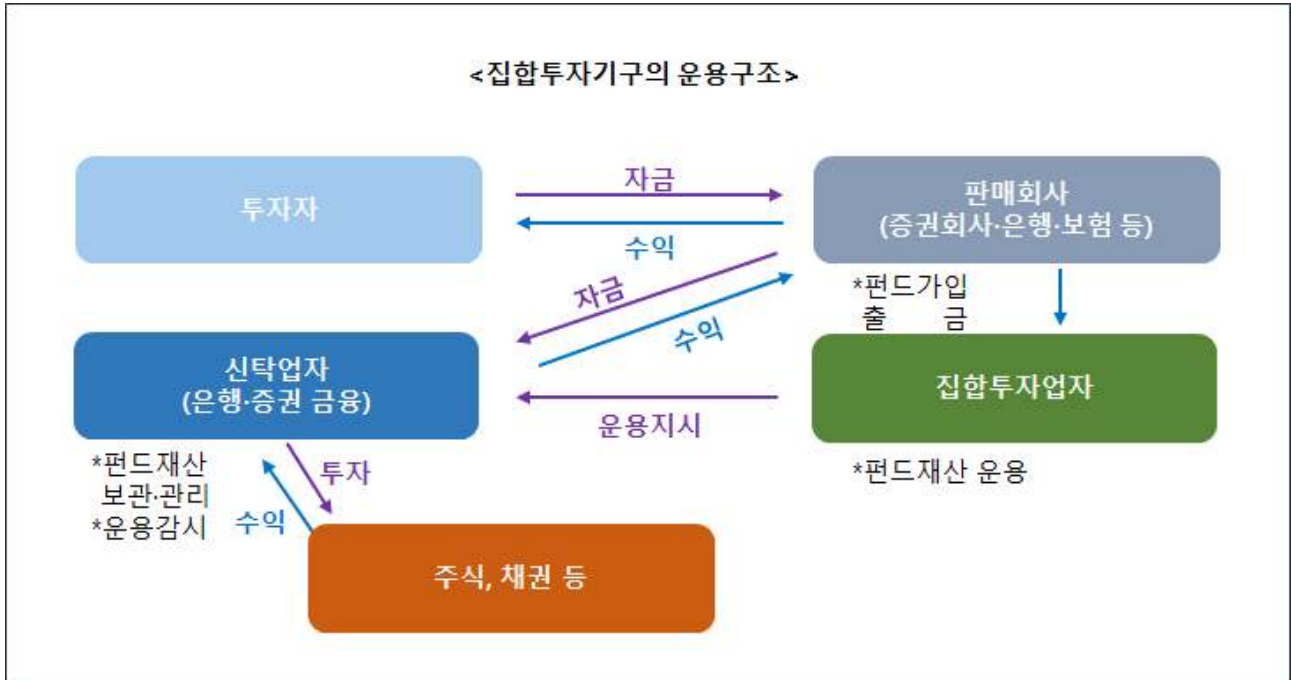 <집합투자기구의 운용구조>
투자자
자금
수익
판매회사
(증권회사·은행·보험 등)
자금
수익
*펀드가입
출 금
신탁업자
(은행·증권 금융)
운용지시
집합투자업자
*펀드재산
보관·관리
*운용감시
투자
수익
*펀드재산 운용
주식, 채권 등